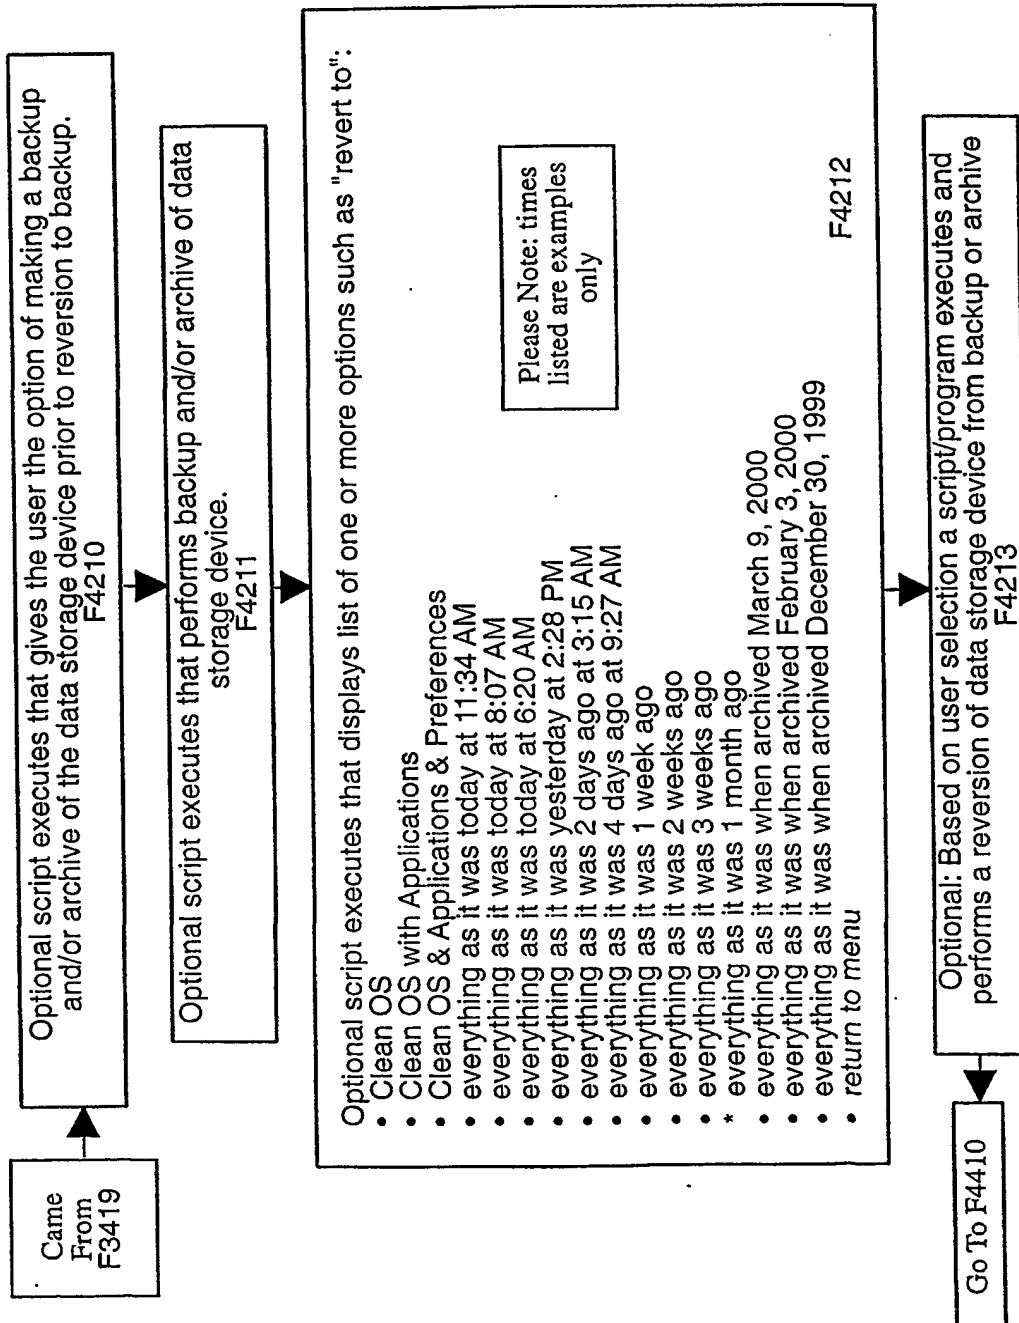 Came
From
F3419
Optional script executes that gives the user the option of making a backup
and/or archive of the data storage device prior to reversion to backup.
F4210
Optional script executes that performs backup and/or archive of data
storage device.
F4211
Optional script executes that displays list of one or more options such as "revert to":
• Clean OS
• Clean OS with Applications
• Clean OS & Applications & Preferences
• everything as it was today at 11:34 AM
• everything as it was today at 8:07 AM
• everything as it was today at 6:20 AM
• everything as it was yesterday at 2:28 PM
• everything as it was 2 days ago at 3:15 AM
• everything as it was 4 days ago at 9:27 AM
• everything as it was 1 week ago
• everything as it was 2 weeks ago
• everything as it was 3 weeks ago
* everything as it was 1 month ago
• everything as it was when archived March 9, 2000
• everything as it was when archived February 3, 2000
• everything as it was when archived December 30, 1999
• return to menu
Please Note: times
listed are examples
only
F4212
Optional: Based on user selection a script/program executes and
performs a reversion of data storage device from backup or archive
F4213
Go To F4410